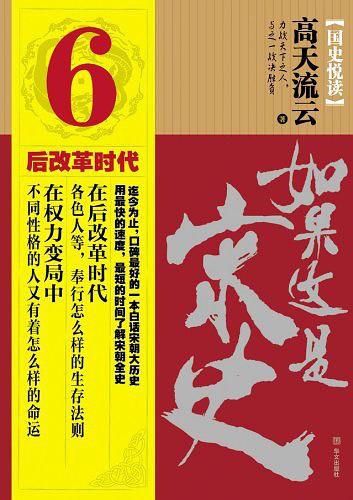 【国史悦读】
高天流云 著
力战天下之人，
与之一战决胜负
如果这是
宋史
6
后改革时代
迄今为止，口碑最好的一本白话宋朝大历史
用最快的速度，最短的时间了解宋朝全史
在后改革时代
各色人等，奉行怎么样的生存法则
在权力变局中
不同性格的人又有着怎么样的命运
华文出版社